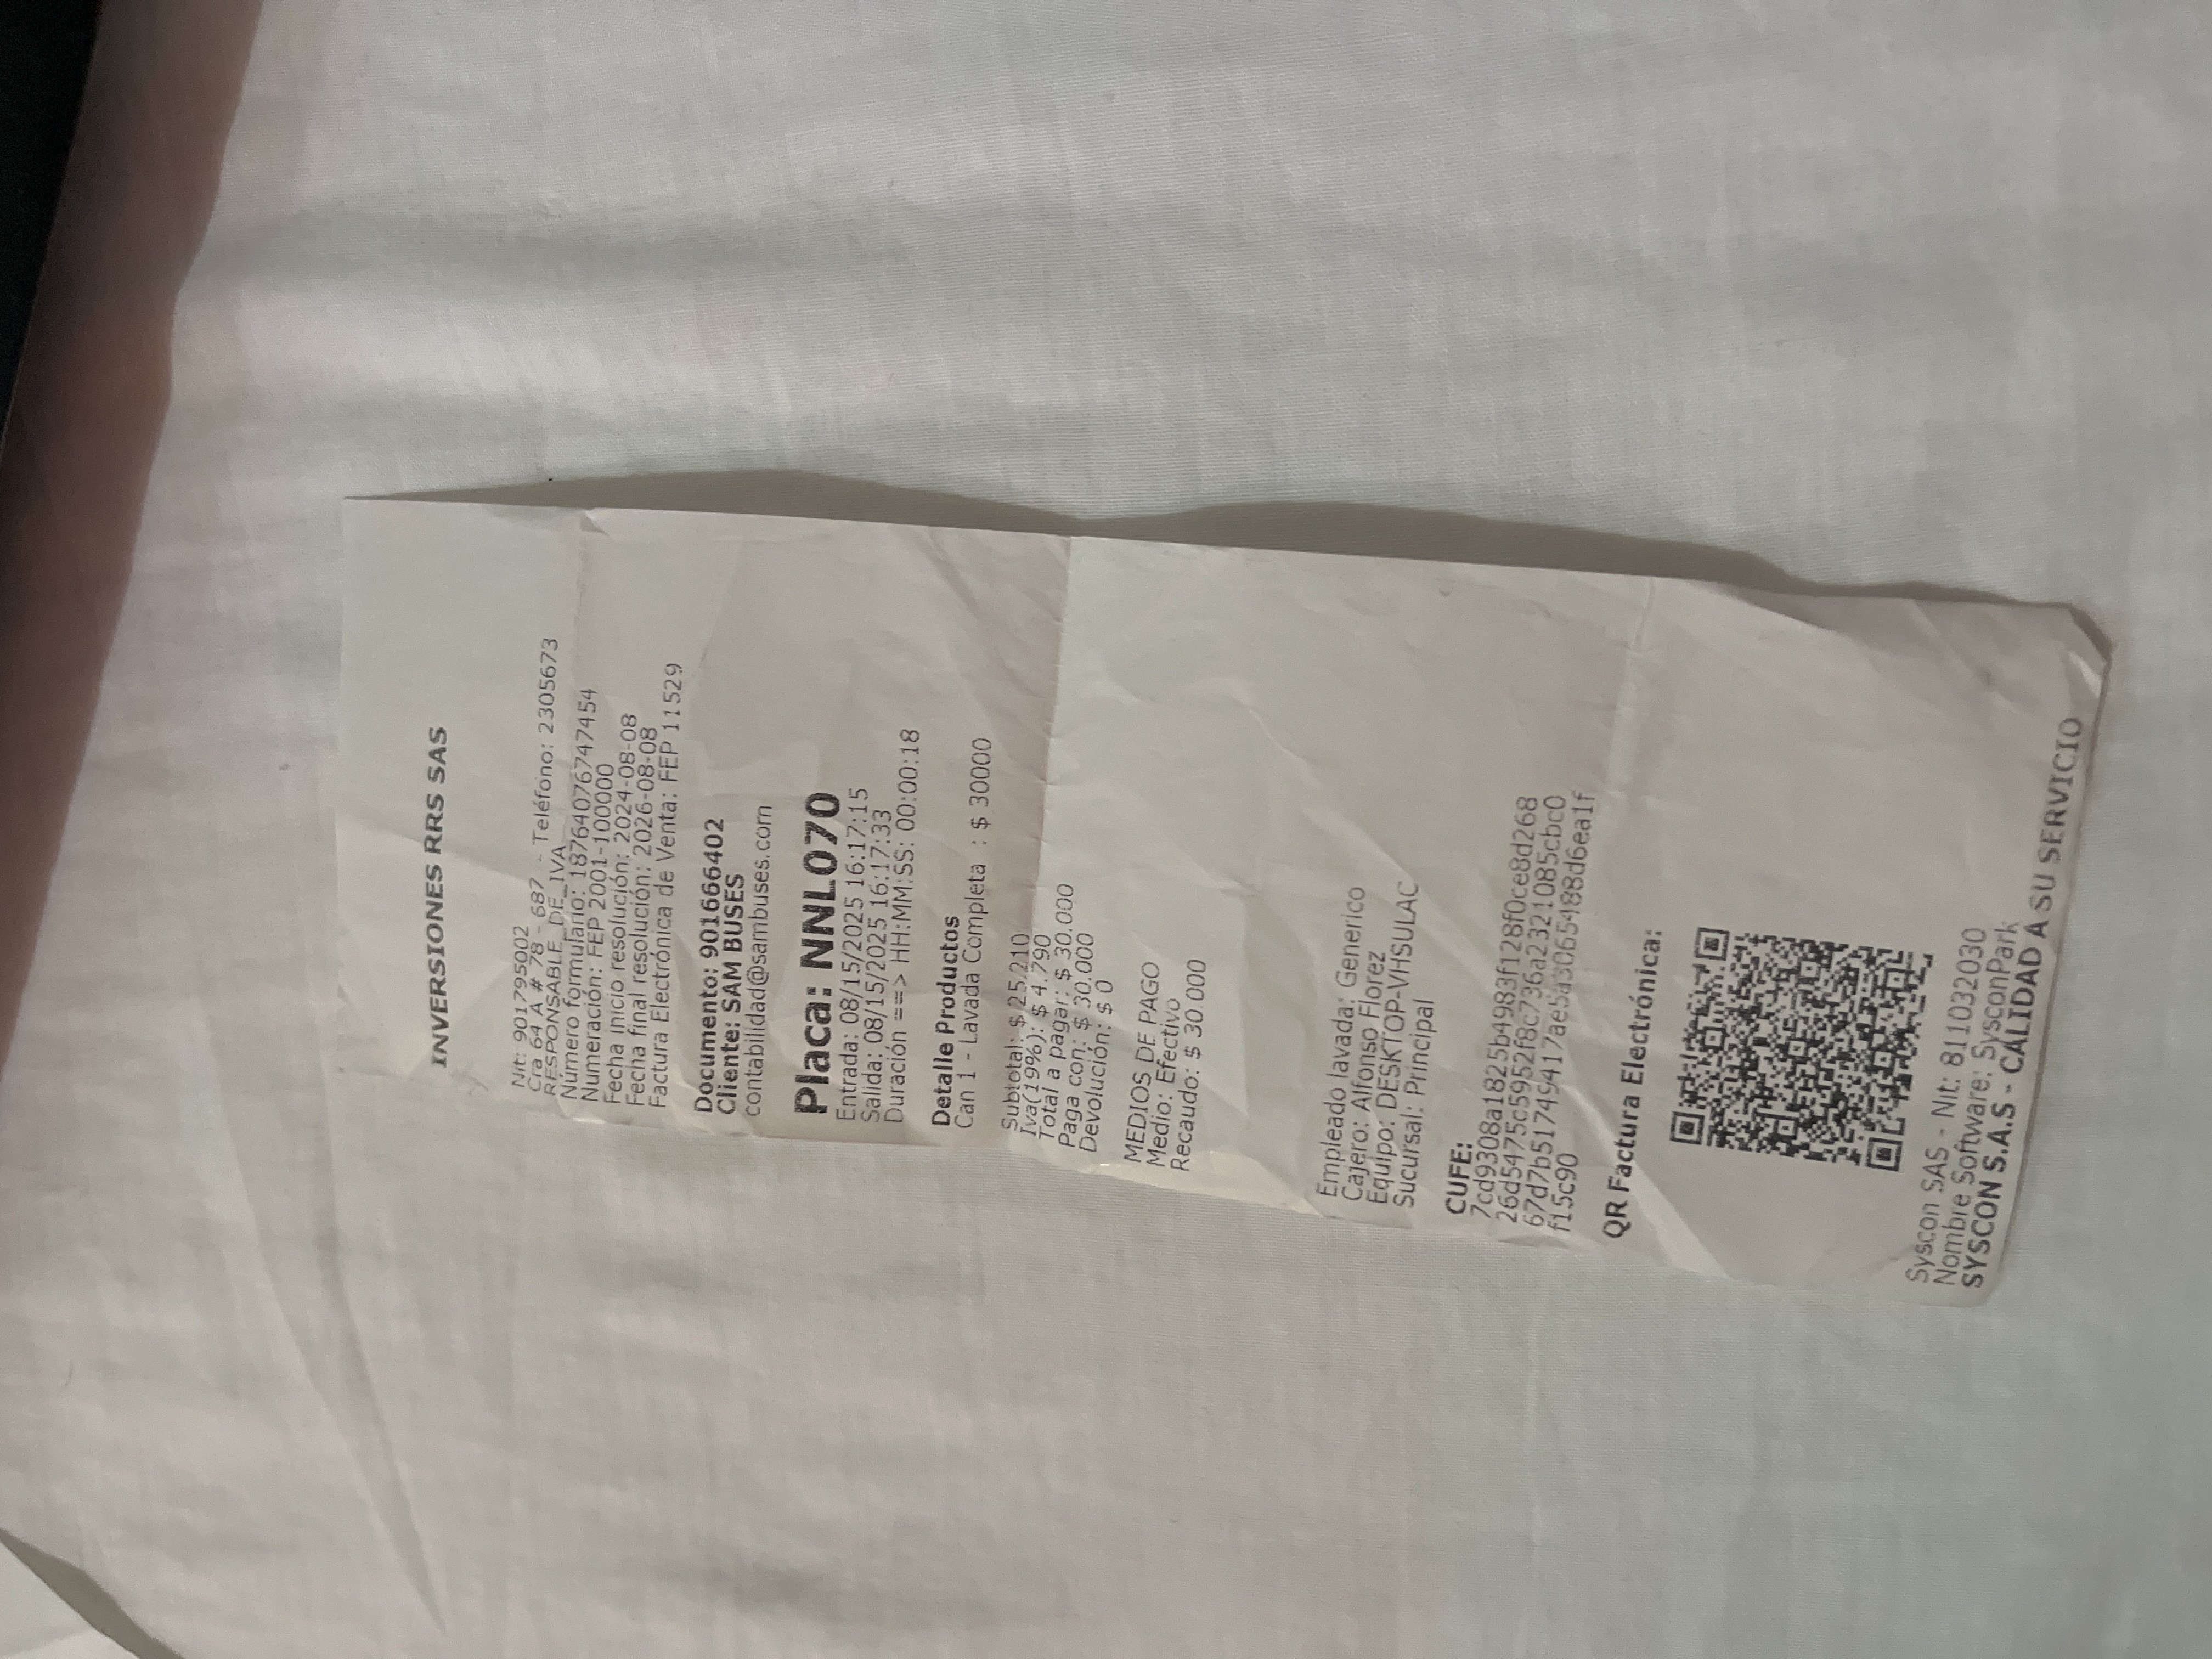 INVERSIONES RRS SAS
Nit: 901795002
Cra 64 A # 78 - 687 - Teléfono: 2305673
RESPONSABLE_DE_IVA
Número formulario: 18764076747454
Numeración: FEP 2001-100000
Fecha inicio resolución: 2024-08-08
Fecha final resolución: 2026-08-08
Factura Electrónica de Venta: FEP 11529
Documento: 901666402
Cliente: SAM BUSES
contabilidad@sambuses.com
Placa: NNL070
Entrada: 08/15/2025 16:17:15
Salida: 08/15/2025 16:17:33
Duración ==> HH:MM:SS: 00:00:18
Detalle Productos
Can 1 - Lavada Completa : $ 30000
Subtotal: $ 25.210
Iva(19%): $ 4.790
Total a pagar: $ 30.000
Paga con: $ 30.000
Devolución: $ 0
MEDIOS DE PAGO
Medio: Efectivo
Recaudo: $ 30.000
Empleado lavada: Generico
Cajero: Alfonso Florez
Equipo: DESKTOP-VHSULAC
Sucursal: Principal
CUFE:
7cd9308a1825b4983f128f0ce8d268
26d5475c5952f8c736a2321085cbc0
67d7b51749417ae5a3065488d6ea1f
f15c90
QR Factura Electrónica:
Syscon SAS - Nit: 811032030
Nombre Software: SysconPark
SYSCON S.A.S - CALIDAD A SU SERVICIO